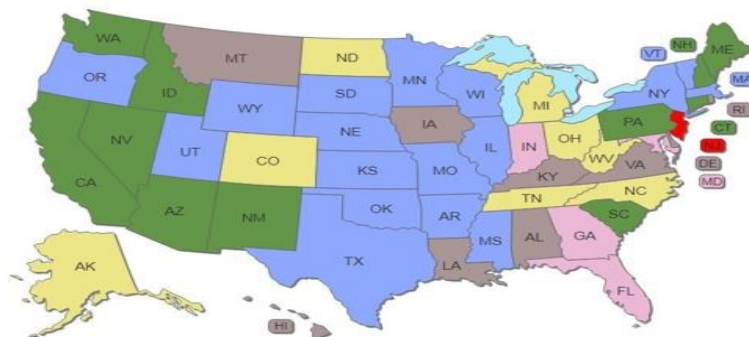 WA
MT
ND
MN
VT
NH
ME
OR
ID
SD
WI
NY
MA
WY
MI
RI
NE
IA
PA
CT
NV
UT
IL
IN
OH
NJ
CO
WV
VA
DE
CA
KS
MO
KY
MD
AZ
NM
OK
AR
TN
NC
SC
MS
AL
GA
TX
LA
AK
FL
HI